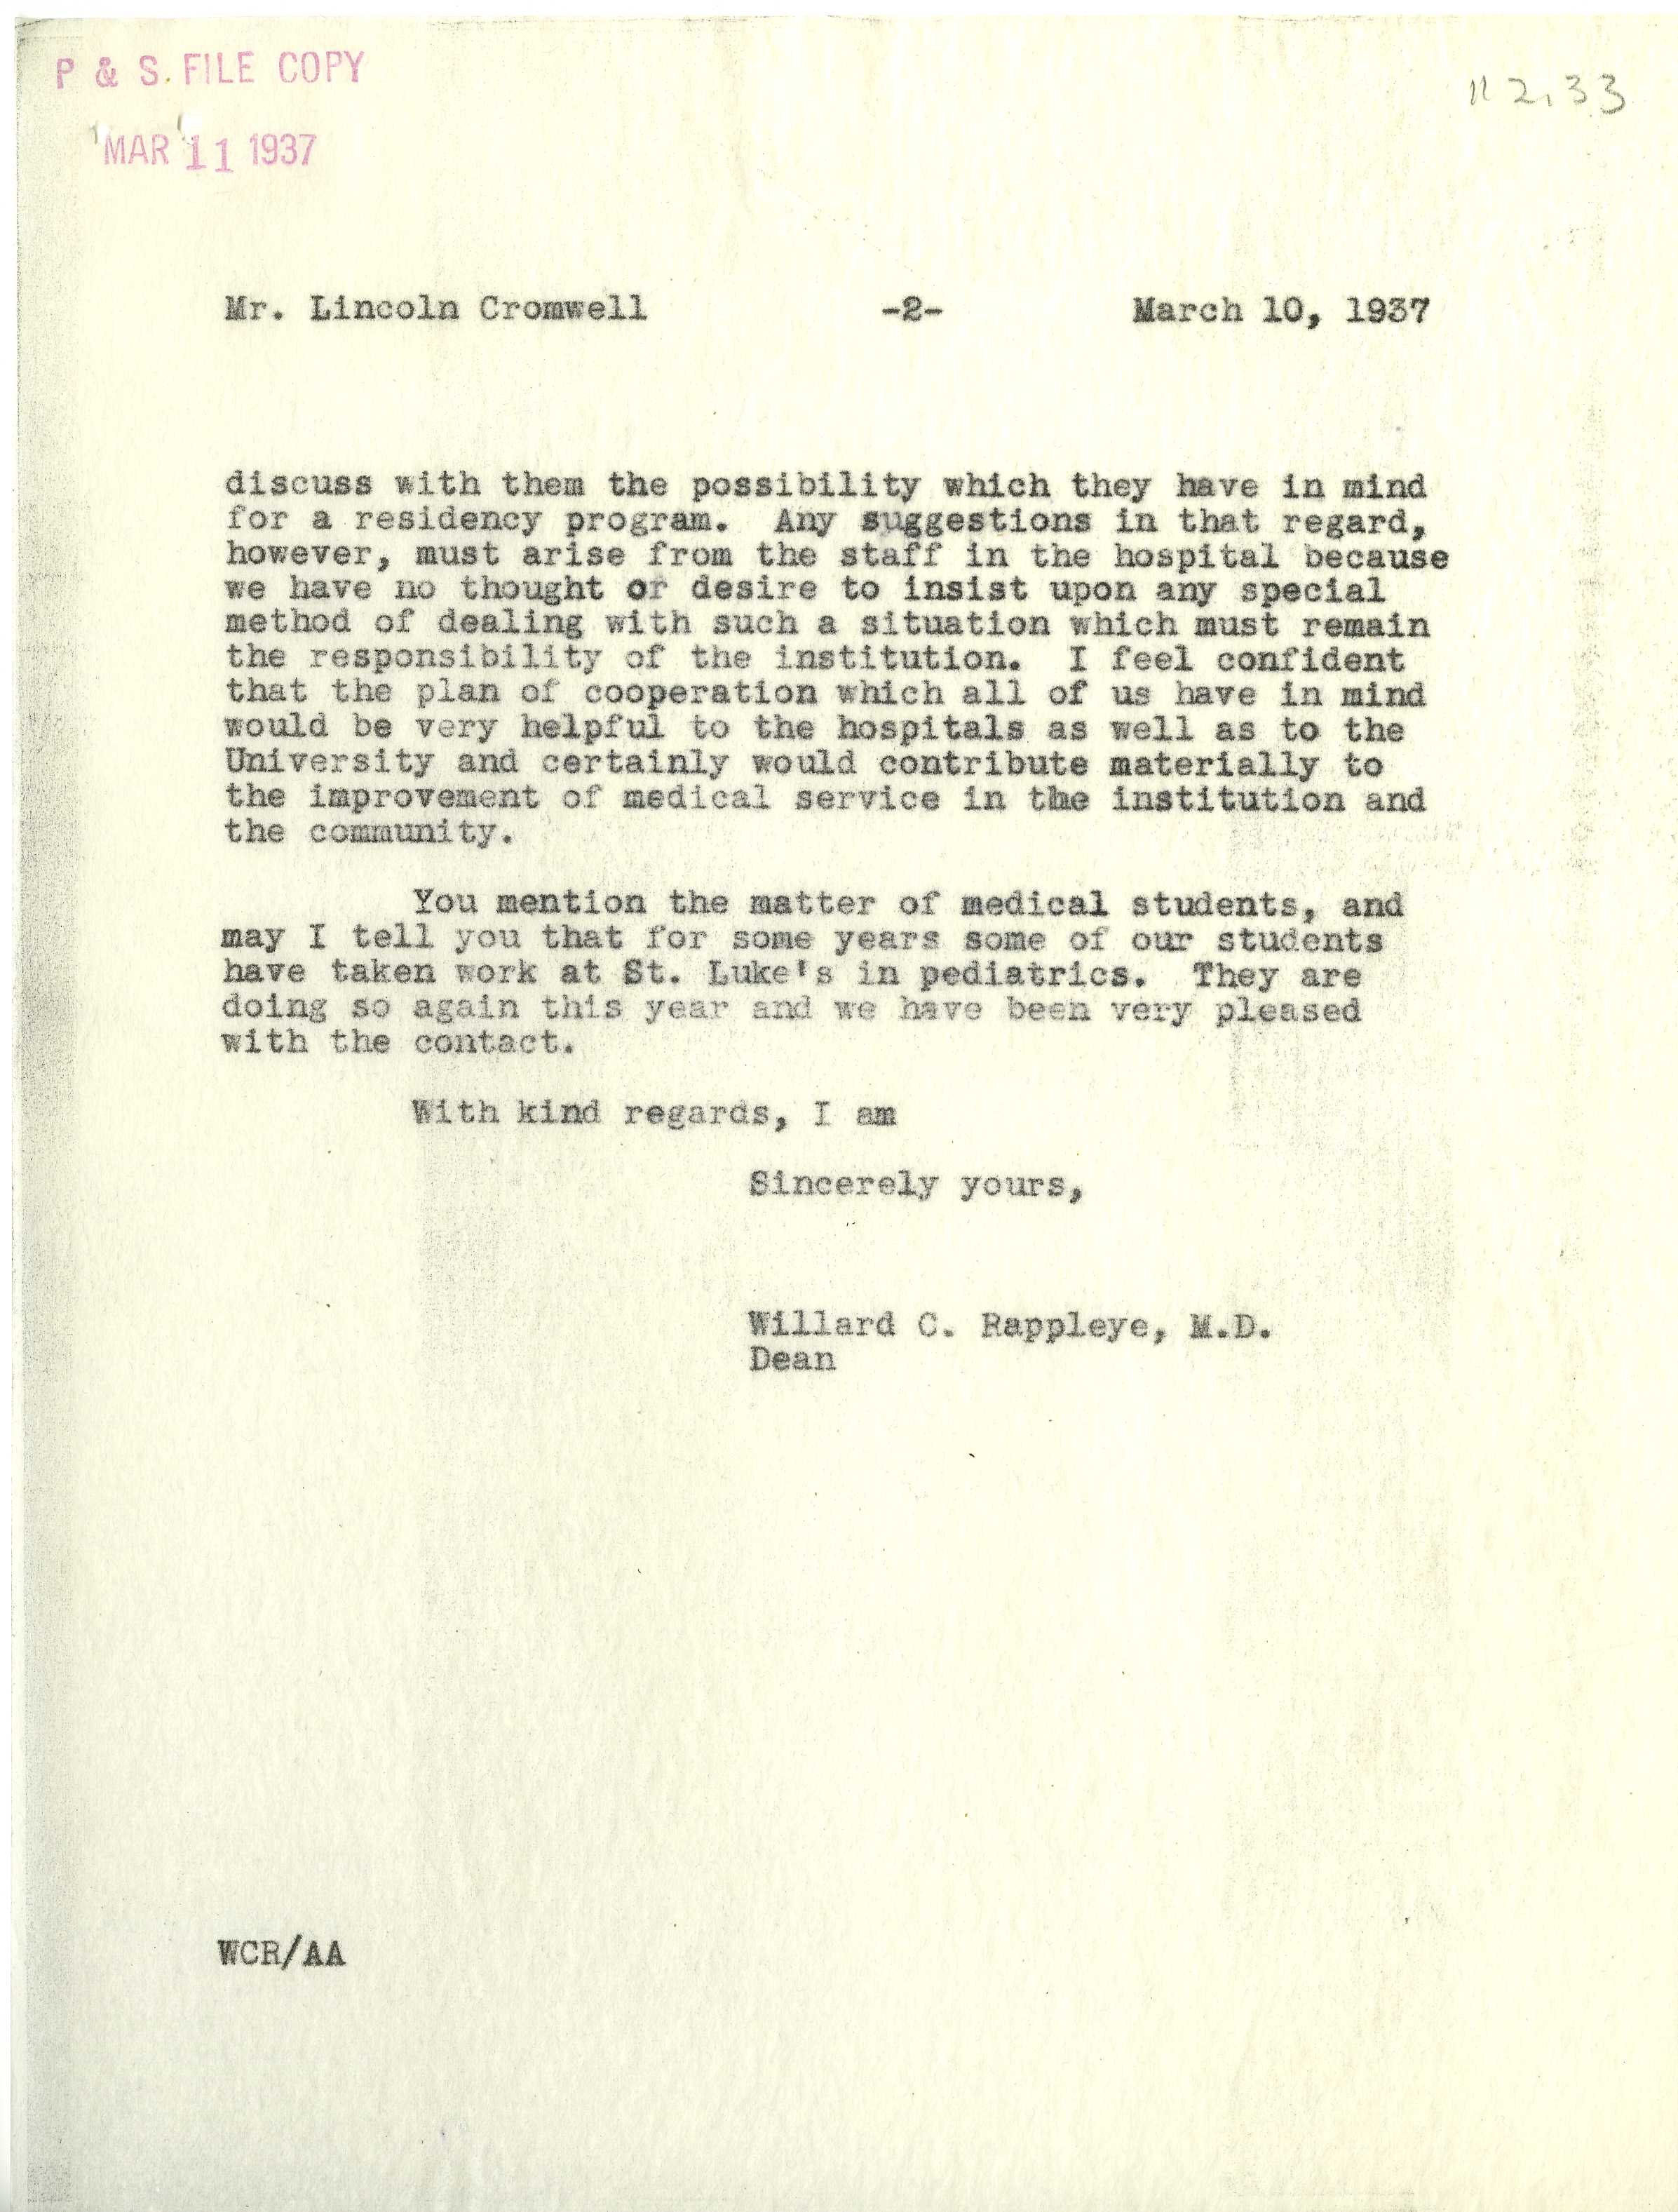 P & S. FILE COPY
112.33
MAR 11 1937
Mr. Lincoln Cromwell -2- March 10, 1937
discuss with them the possibility which they have in mind
for a residency program. Any suggestions in that regard,
however, must arise from the staff in the hospital because
we have no thought or desire to insist upon any special
method of dealing with such a situation which must remain
the responsibility of the institution. I feel confident
that the plan of cooperation which all of us have in mind
would be very helpful to the hospitals as well as to the
University and certainly would contribute materially to
the improvement of medical service in the institution and
the community.
You mention the matter of medical students, and
may I tell you that for some years some of our students
have taken work at St. Luke's in pediatrics. They are
doing so again this year and we have been very pleased
with the contact.
With kind regards, I am
Sincerely yours,
Willard C. Rappleye, M.D.
Dean
WCR/AA